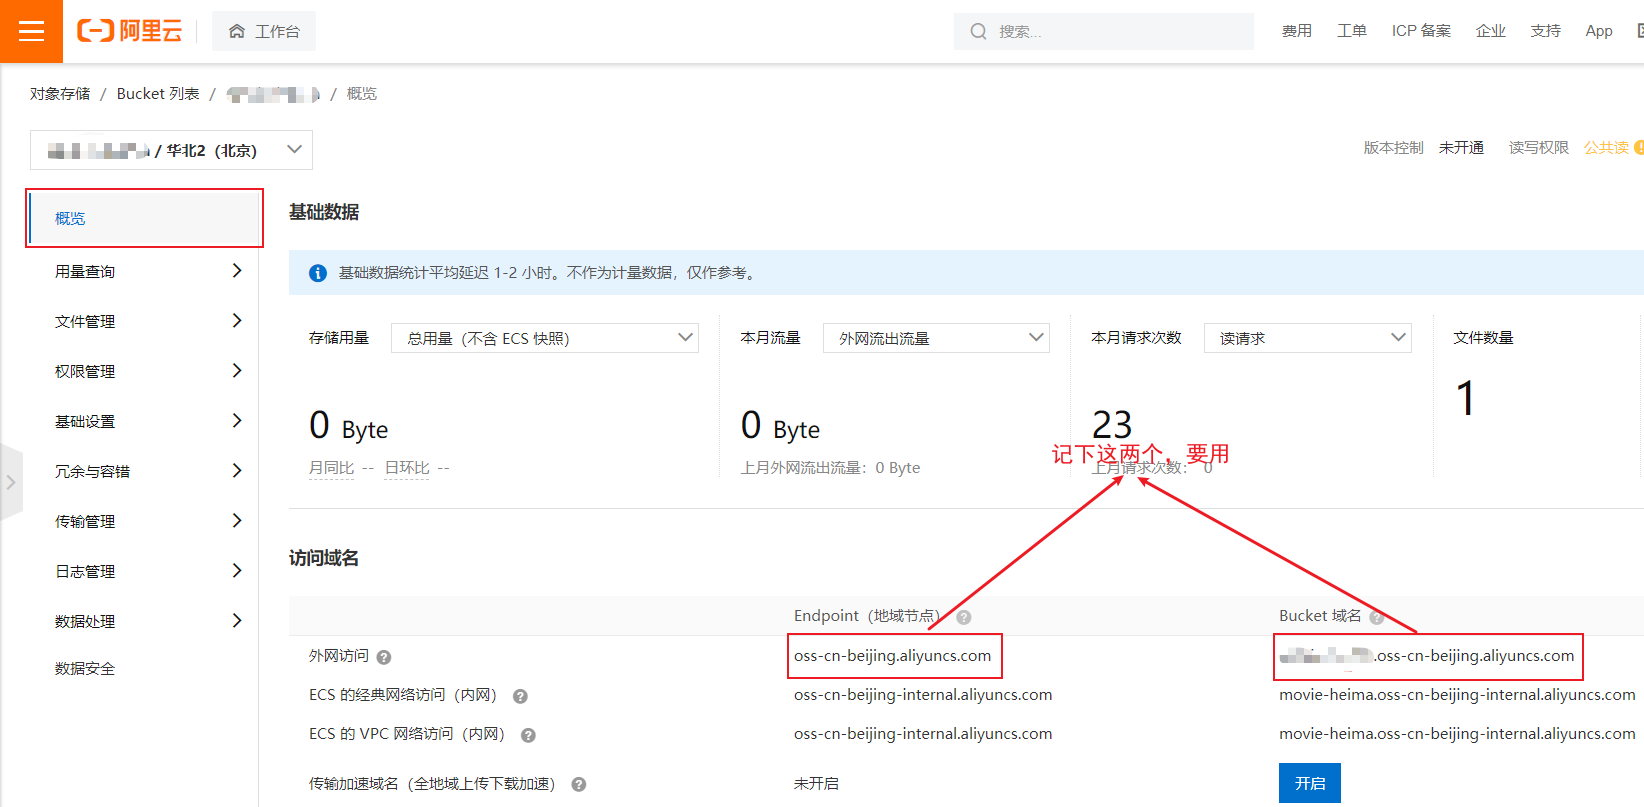 阿里云 工作台 搜索... 费用 工单 ICP 备案 企业 支持 App
对象存储 / Bucket 列表 / / 概览
/ 华北2（北京） 版本控制 未开通 读写权限 公共读
概览
用量查询
文件管理
权限管理
基础设置
冗余与容错
传输管理
日志管理
数据处理
数据安全
基础数据
基础数据统计平均延迟 1-2 小时。不作为计量数据，仅作参考。
存储用量 总用量（不含 ECS 快照） 本月流量 外网流出流量 本月请求次数 读请求 文件数量
0 Byte 0 Byte 23 1
记下这两个，要用
月同比 -- 日环比 -- 上月外网流出流量：0 Byte 上月请求次数： 0
访问域名
Endpoint（地域节点） Bucket 域名
外网访问 oss-cn-beijing.aliyuncs.com .oss-cn-beijing.aliyuncs.com
ECS 的经典网络访问（内网） oss-cn-beijing-internal.aliyuncs.com movie-heima.oss-cn-beijing-internal.aliyuncs.com
ECS 的 VPC 网络访问（内网） oss-cn-beijing-internal.aliyuncs.com movie-heima.oss-cn-beijing-internal.aliyuncs.com
传输加速域名（全地域上传下载加速） 未开启 开启